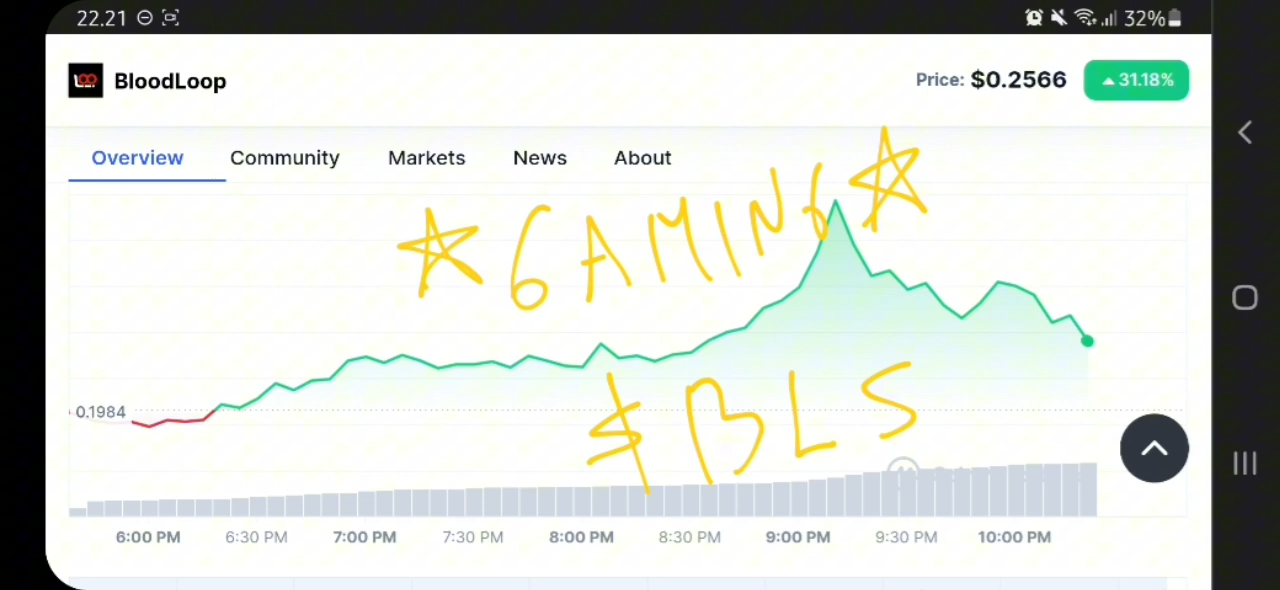 22.21 32%
BloodLoop Price: $0.2566 31.18%
Overview Community Markets News About
GAMING
0.1984
$BLS
6:00 PM 6:30 PM 7:00 PM 7:30 PM 8:00 PM 8:30 PM 9:00 PM 9:30 PM 10:00 PM